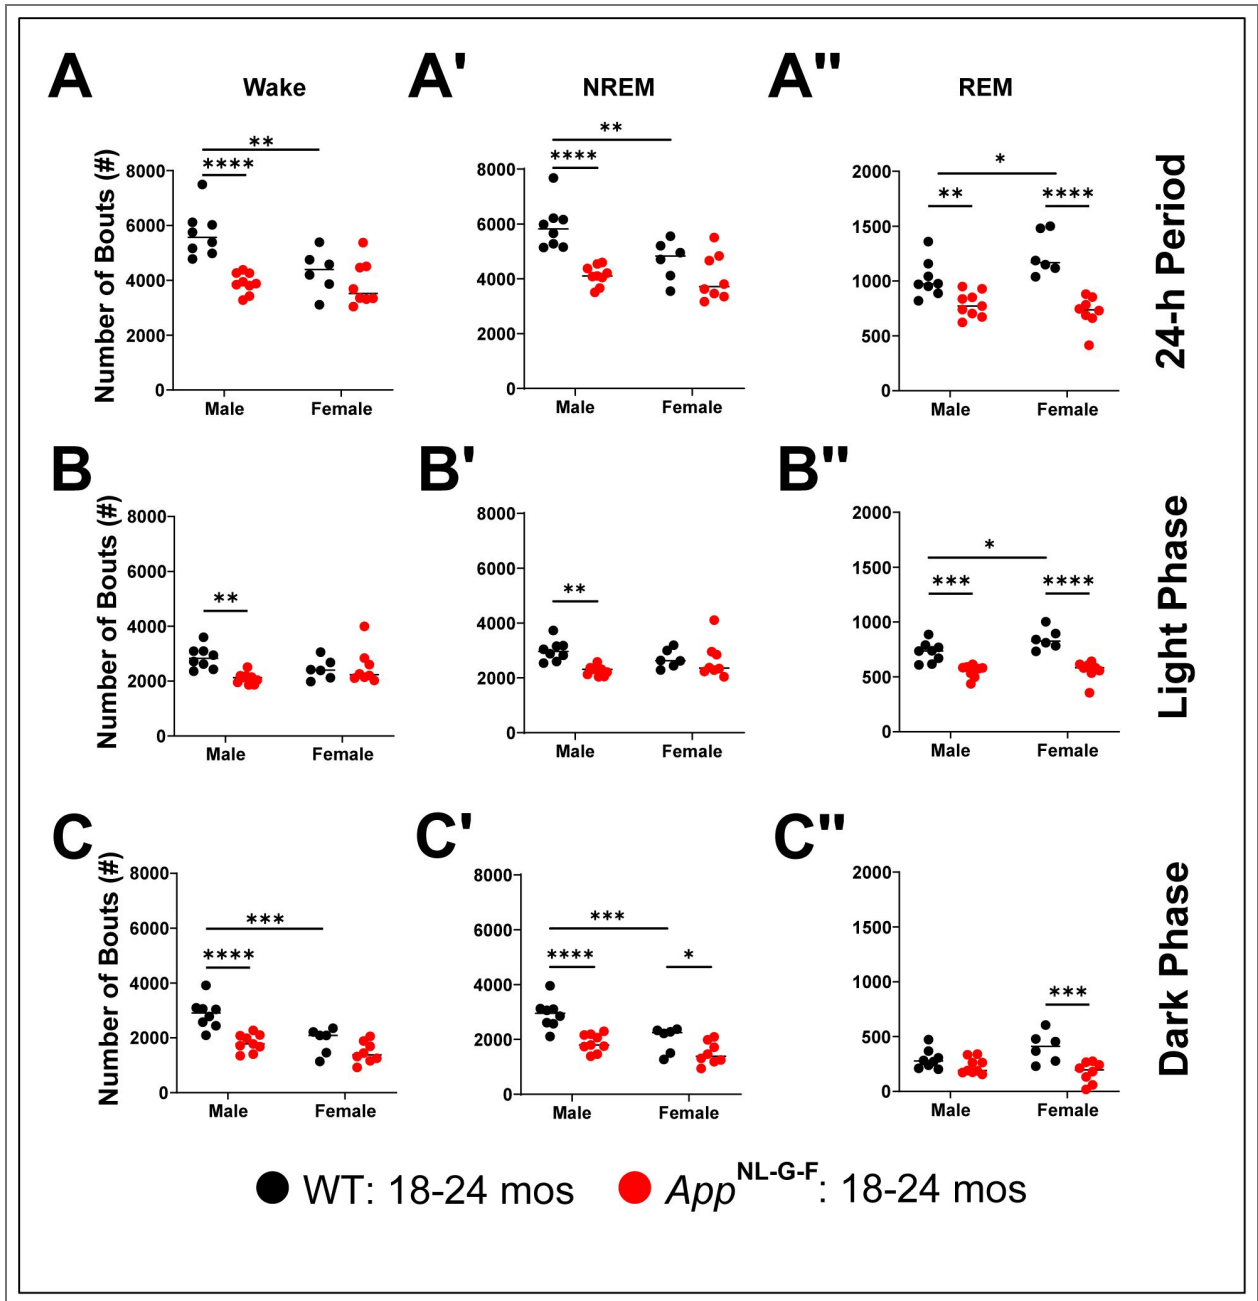 A
Wake
A'
NREM
A''
REM
Number of Bouts (#)
8000
6000
4000
2000
0
**
****
Male
Female
8000
6000
4000
2000
0
**
****
Male
Female
2000
1500
1000
500
0
*
**
****
Male
Female
24-h Period
B
B'
B''
Number of Bouts (#)
8000
6000
4000
2000
0
**
Male
Female
8000
6000
4000
2000
0
**
Male
Female
2000
1500
1000
500
0
*
***
****
Male
Female
Light Phase
C
C'
C''
Number of Bouts (#)
8000
6000
4000
2000
0
***
****
Male
Female
8000
6000
4000
2000
0
***
****
*
Male
Female
2000
1500
1000
500
0
***
Male
Female
Dark Phase
WT: 18-24 mos
App NL-G-F: 18-24 mos